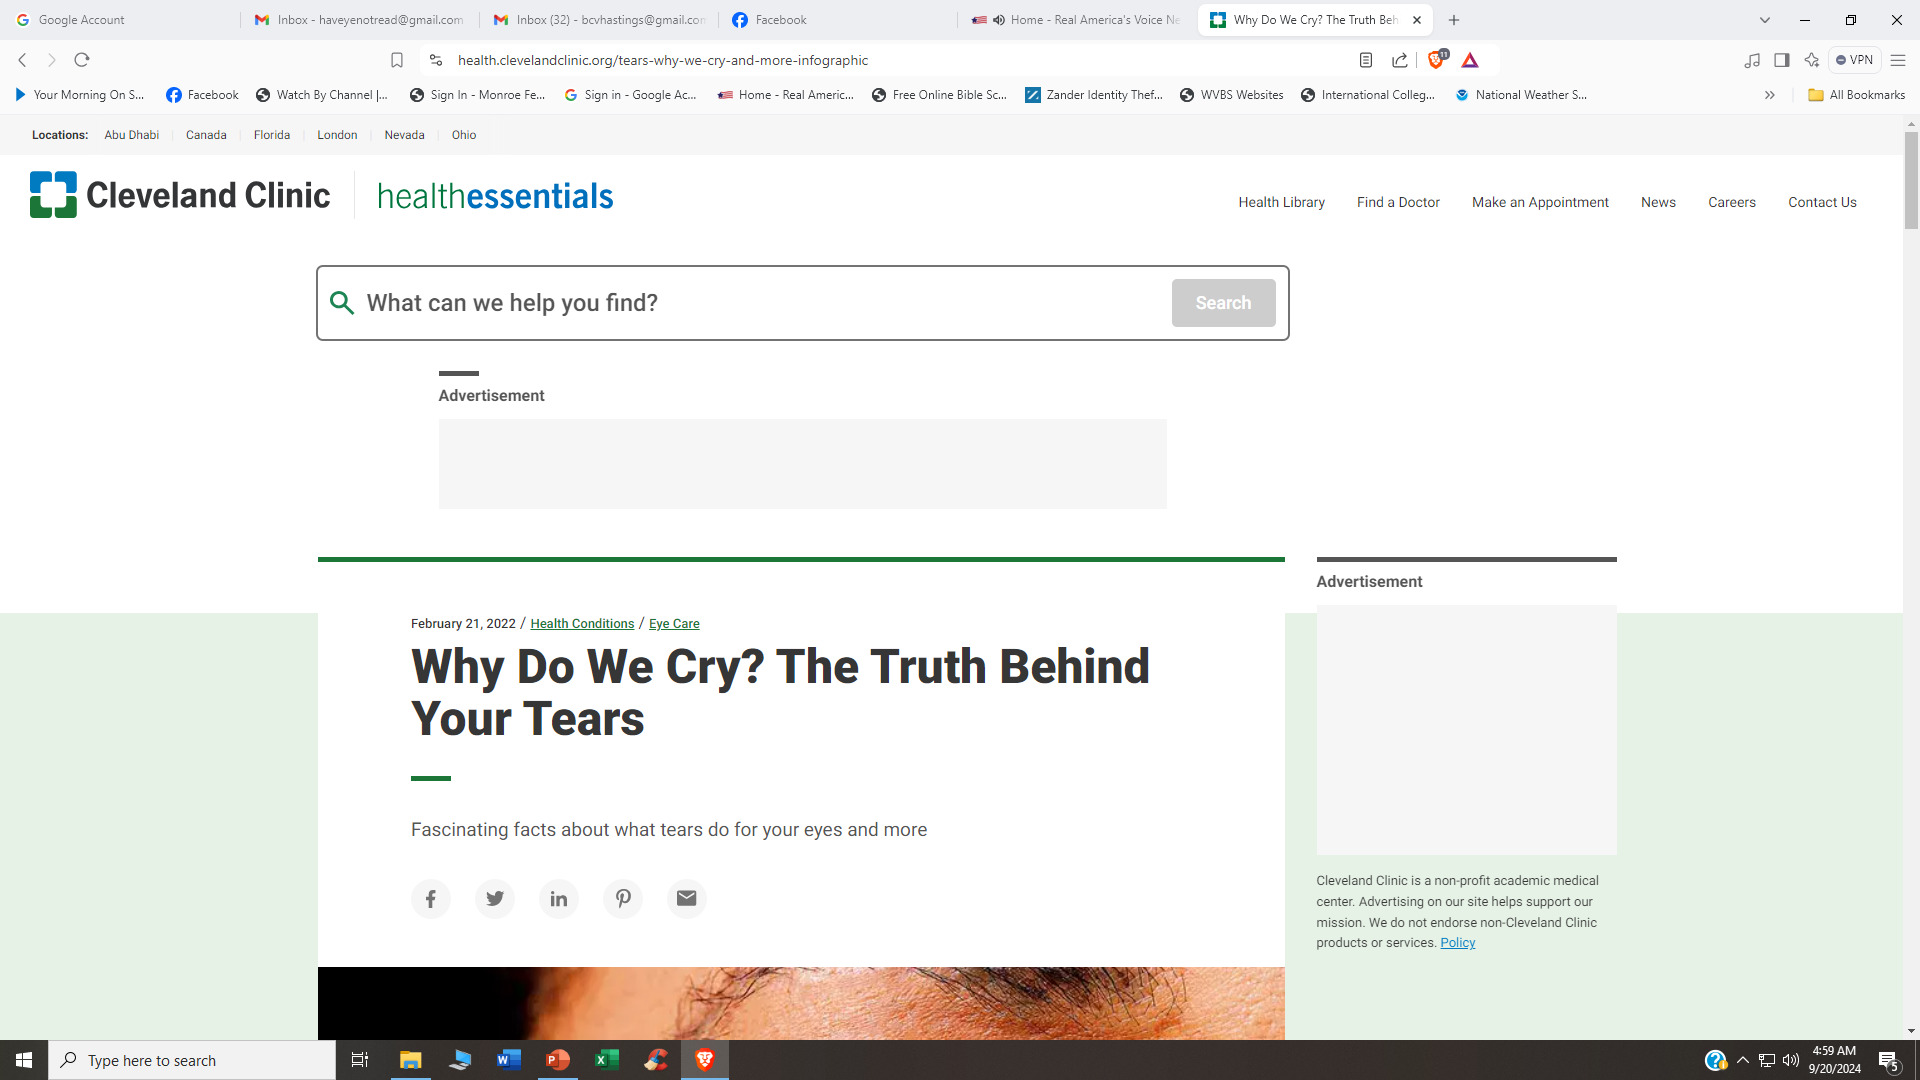 Google Account
Inbox - haveyenotread@gmail.com
Inbox (32) - bcvhastings@gmail.com
Facebook
Home - Real America's Voice Ne
Why Do We Cry? The Truth Beh
health.clevelandclinic.org/tears-why-we-cry-and-more-infographic
11
VPN
Your Morning On S...
Facebook
Watch By Channel |...
Sign In - Monroe Fe...
Sign in - Google Ac...
Home - Real Americ...
Free Online Bible Sc...
Zander Identity Thef...
WVBS Websites
International Colleg...
National Weather S...
All Bookmarks
Locations: Abu Dhabi Canada Florida London Nevada Ohio
Cleveland Clinic healthessentials
Health Library Find a Doctor Make an Appointment News Careers Contact Us
What can we help you find? Search
Advertisement
Advertisement
February 21, 2022 / Health Conditions / Eye Care
Why Do We Cry? The Truth Behind
Your Tears
Fascinating facts about what tears do for your eyes and more
Cleveland Clinic is a non-profit academic medical
center. Advertising on our site helps support our
mission. We do not endorse non-Cleveland Clinic
products or services. Policy
Type here to search
4:59 AM
9/20/2024
5